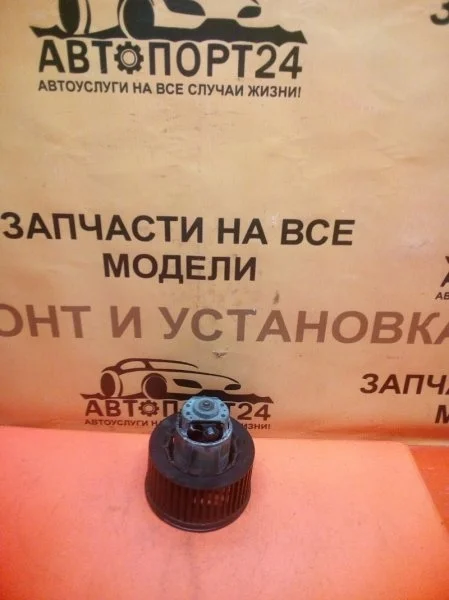 АВТОПОРТ24
АВТОУСЛУГИ НА ВСЕ СЛУЧАИ ЖИЗНИ!
ЗАПЧАСТИ НА ВСЕ
МОДЕЛИ
ОНТ И УСТАНОВКА
АВ
АВТОПОРТ24
АВТОУСЛУГИ НА ВСЕ СЛУЧАИ ЖИЗНИ!
ЗАПЧА
М